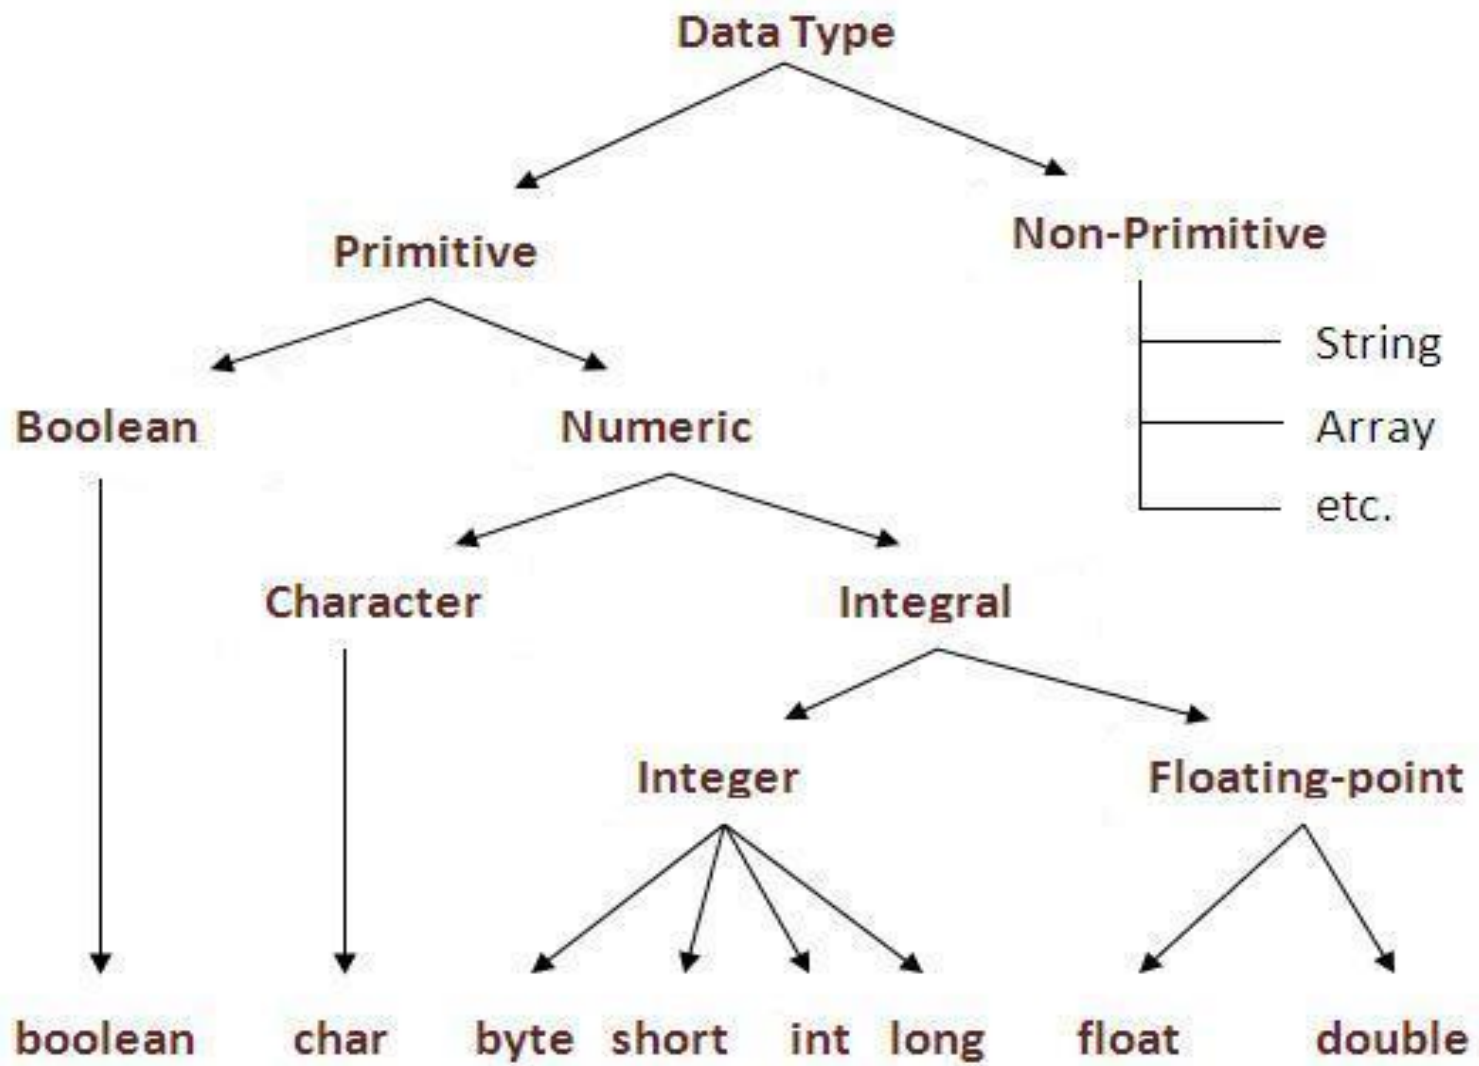 Data Type
Primitive
Non-Primitive
String
Array
etc.
Boolean
Numeric
Character
Integral
Integer
Floating-point
boolean
char
byte
short
int
long
float
double